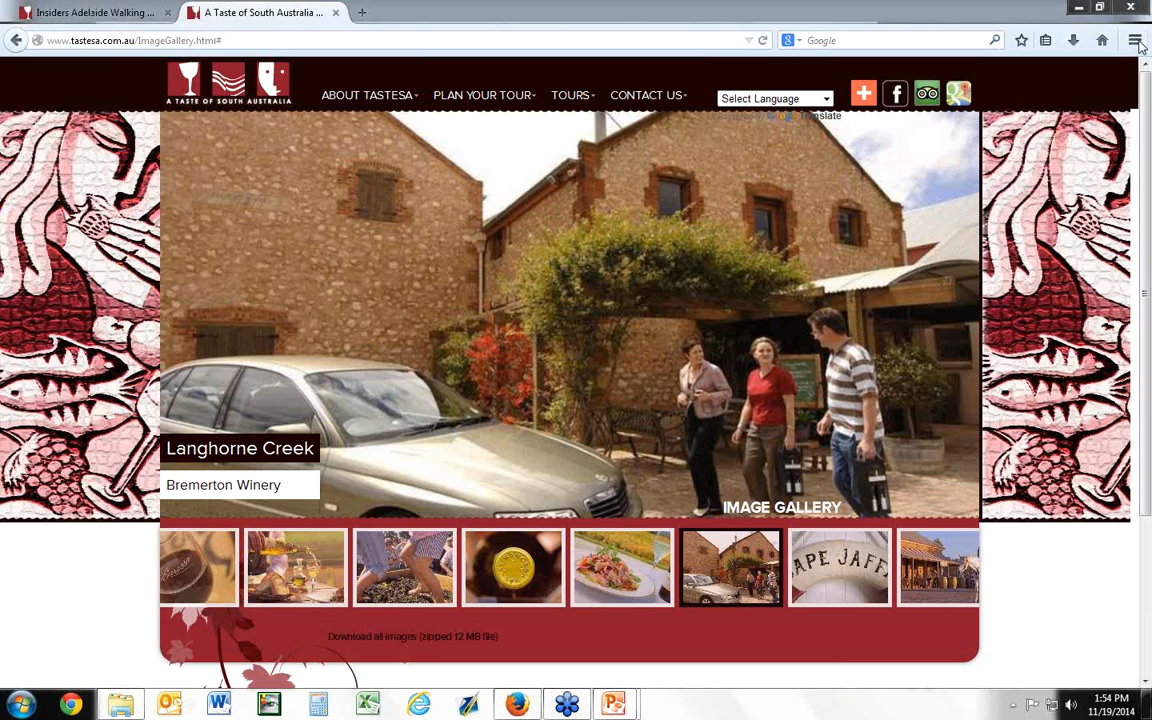 Insiders Adelaide Walking ...
A Taste of South Australia ...
www.tastesa.com.au/ImageGallery.html#
Google
A TASTE OF SOUTH AUSTRALIA
ABOUT TASTESA
PLAN YOUR TOUR
TOURS
CONTACT US
Select Language
Translate
Langhorne Creek
Bremerton Winery
IMAGE GALLERY
APE JAFF
Download all images (zipped 12 MB file)
1:54 PM
11/19/2014